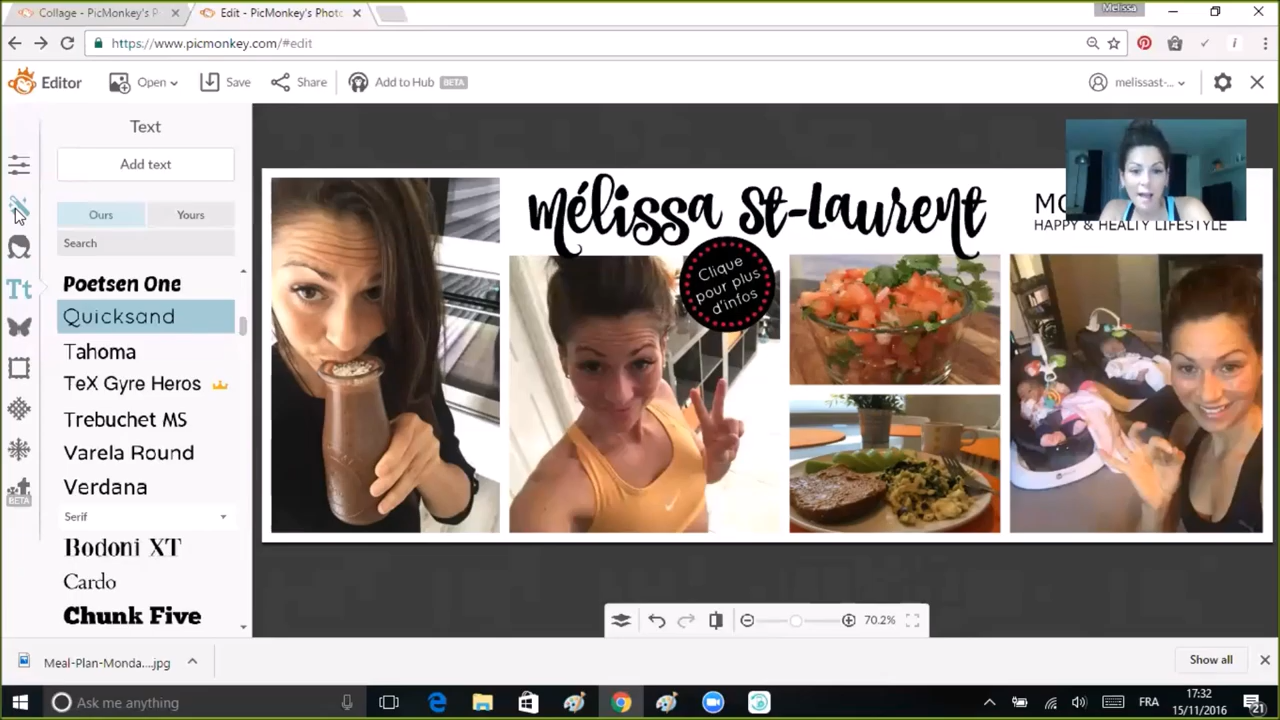 Collage - PicMonkey's P
Edit - PicMonkey's Photo
Melissa
https://www.picmonkey.com/#edit
Editor
Open
Save
Share
Add to Hub BETA
melissast-...
Text
Add text
Ours
Yours
Search
Poetsen One
Quicksand
Tahoma
TeX Gyre Heros
Trebuchet MS
Varela Round
Verdana
Serif
Bodoni XT
Cardo
Chunk Five
BETA
mélissa st-laurent
HAPPY & HEALTY LIFESTYLE
Clique
pour plus
d'infos
70.2%
Meal-Plan-Monda....jpg
Show all
Ask me anything
FRA
17:32
15/11/2016
21